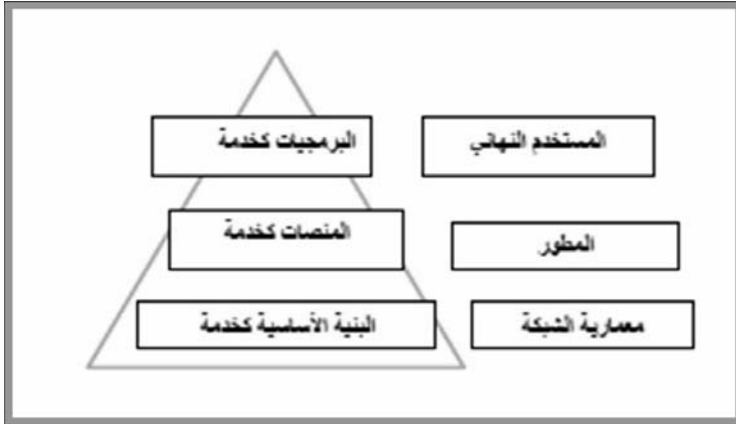 البرمجيات كخدمة
المستخدم النهائي
المنصات كخدمة
المطور
البنية الأساسية كخدمة
معمارية الشبكة